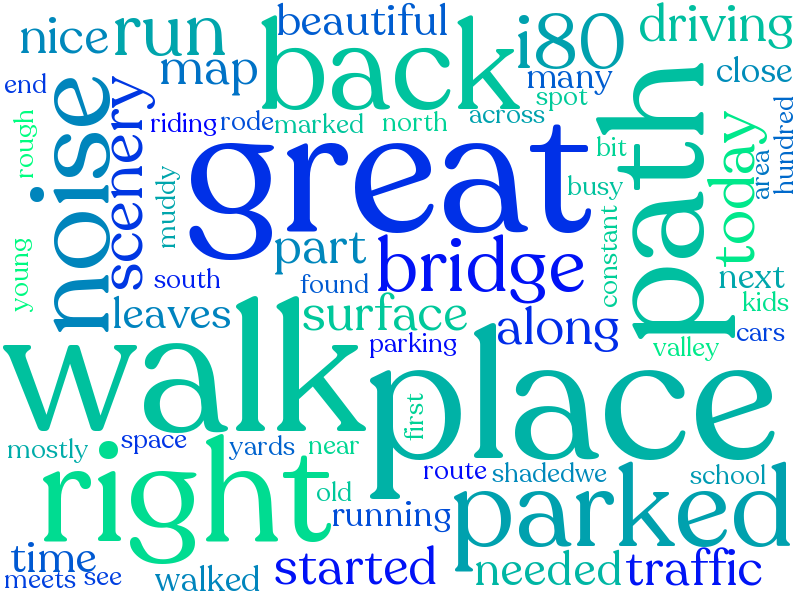 nice run beautiful i80 driving
map back many close
end spot
riding rode marked north across
rough noise scenery muddy great bit path today area hundred
busy
young part bridge constant next
south found kids
leaves surface along cars
parking valley
walk place
first
mostly space yards near
right old route shadedwe school
running parked
time started needed traffic
meets see walked